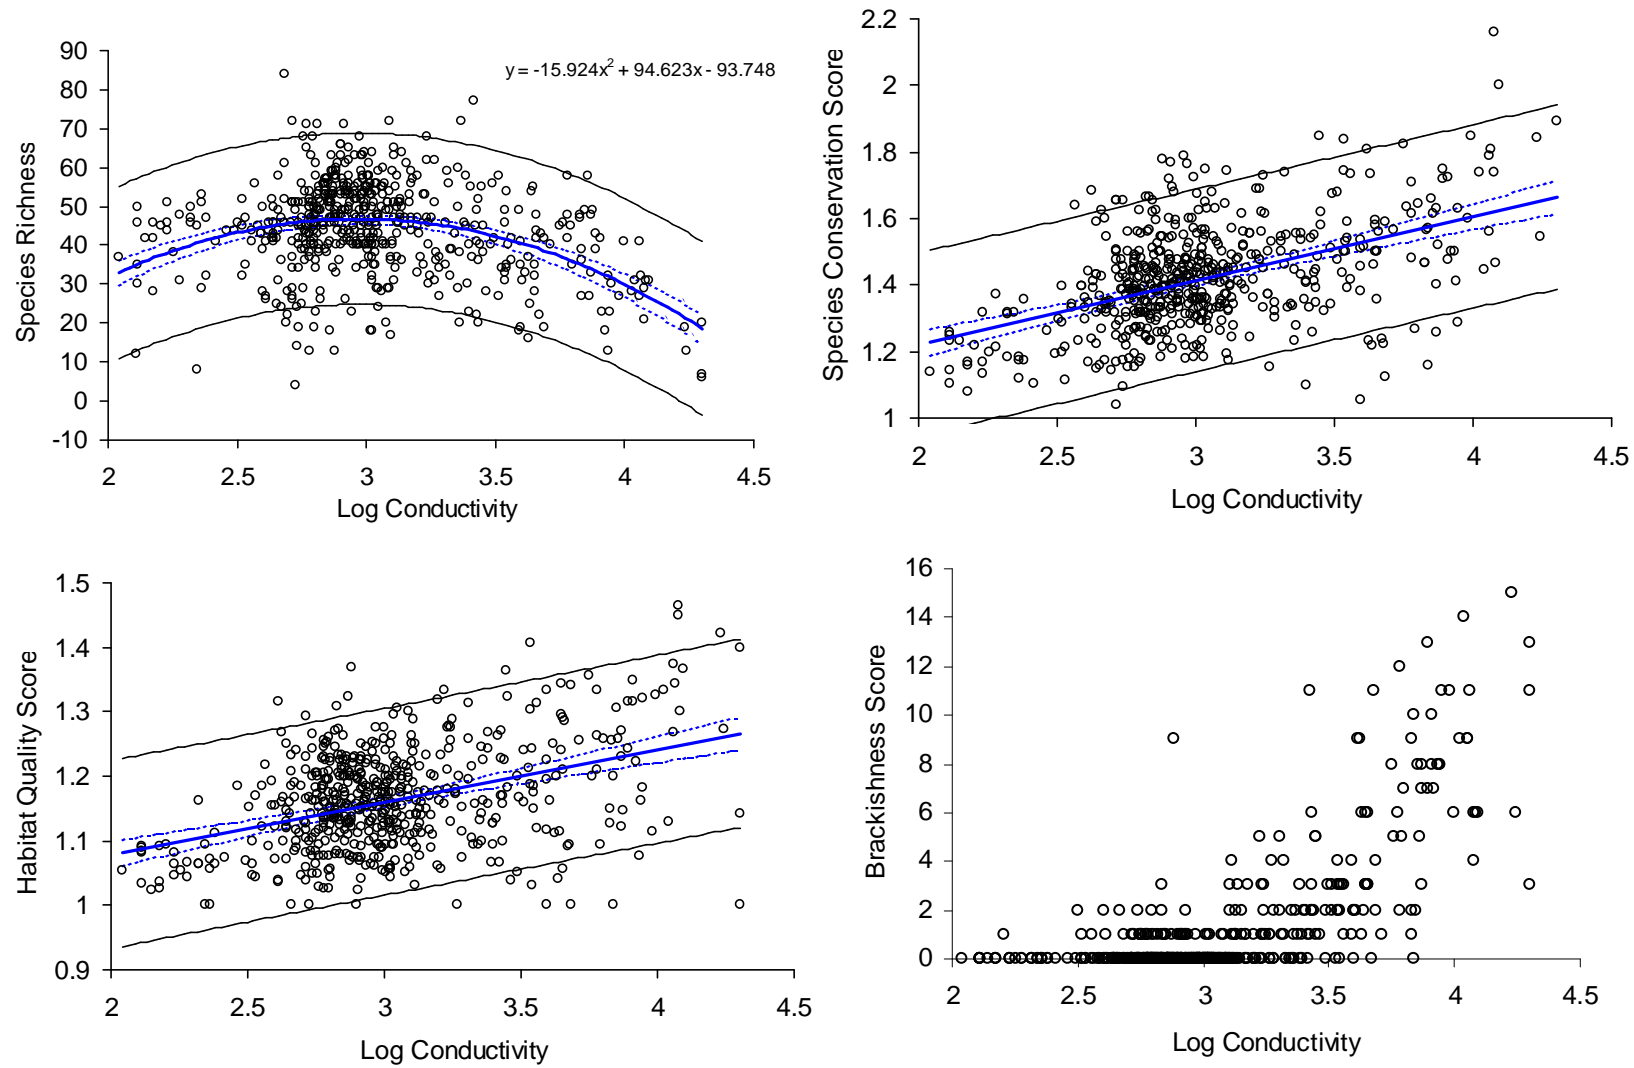 90
80
70
60
50
40
30
20
10
0
-10
Species Richness
y = -15.924x² + 94.623x - 93.748
2 2.5 3 3.5 4 4.5
Log Conductivity
2.2
2
1.8
1.6
1.4
1.2
1
Species Conservation Score
2 2.5 3 3.5 4 4.5
Log Conductivity
1.5
1.4
1.3
1.2
1.1
1
0.9
Habitat Quality Score
2 2.5 3 3.5 4 4.5
Log Conductivity
16
14
12
10
8
6
4
2
0
Brackishness Score
2 2.5 3 3.5 4 4.5
Log Conductivity